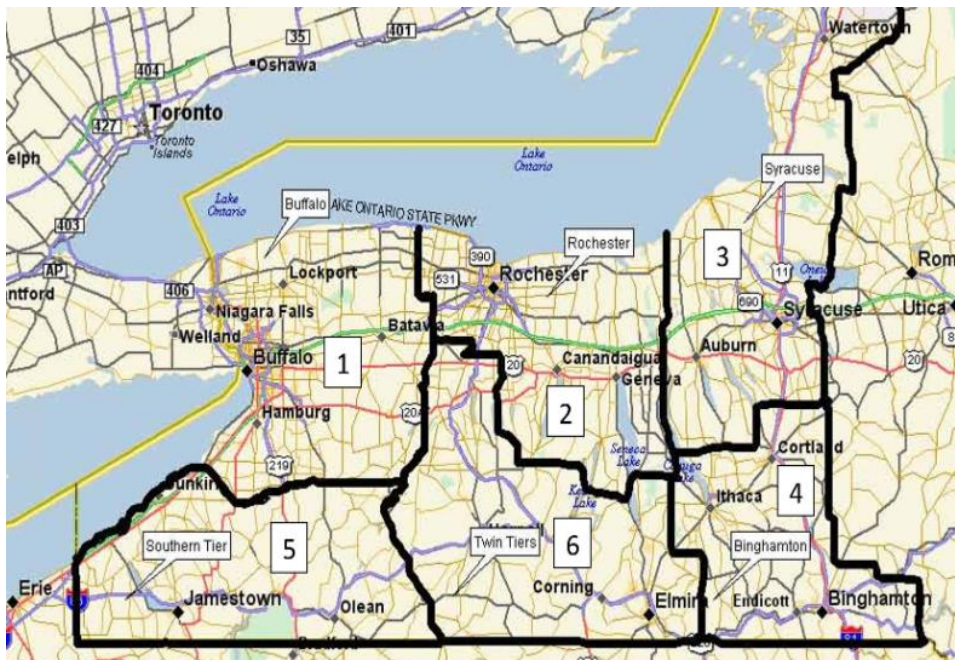 Watertown
401
35
Oshawa
404
Toronto
427
Toronto
Islands
elph
Lake
Ontario
403
Lake
Ontario
Buffalo
AKE ONTARIO STATE PKWY
Syracuse
390
Rochester
3
AP
406
Lockport
531
Rochester
11
Rom
ntford
Niagara Falls
690
Syracuse
Utica
Welland
Batavia
8
Buffalo
1
20
Canandaigua
Auburn
20
Geneva
Hamburg
20
2
Seneca
Lake
Cortland
219
Lake
4
Ithaca
5
6
Southern Tier
Twin Tiers
Binghamton
Erie
Corning
Jamestown
Olean
Elmira
Endicott
Binghamton